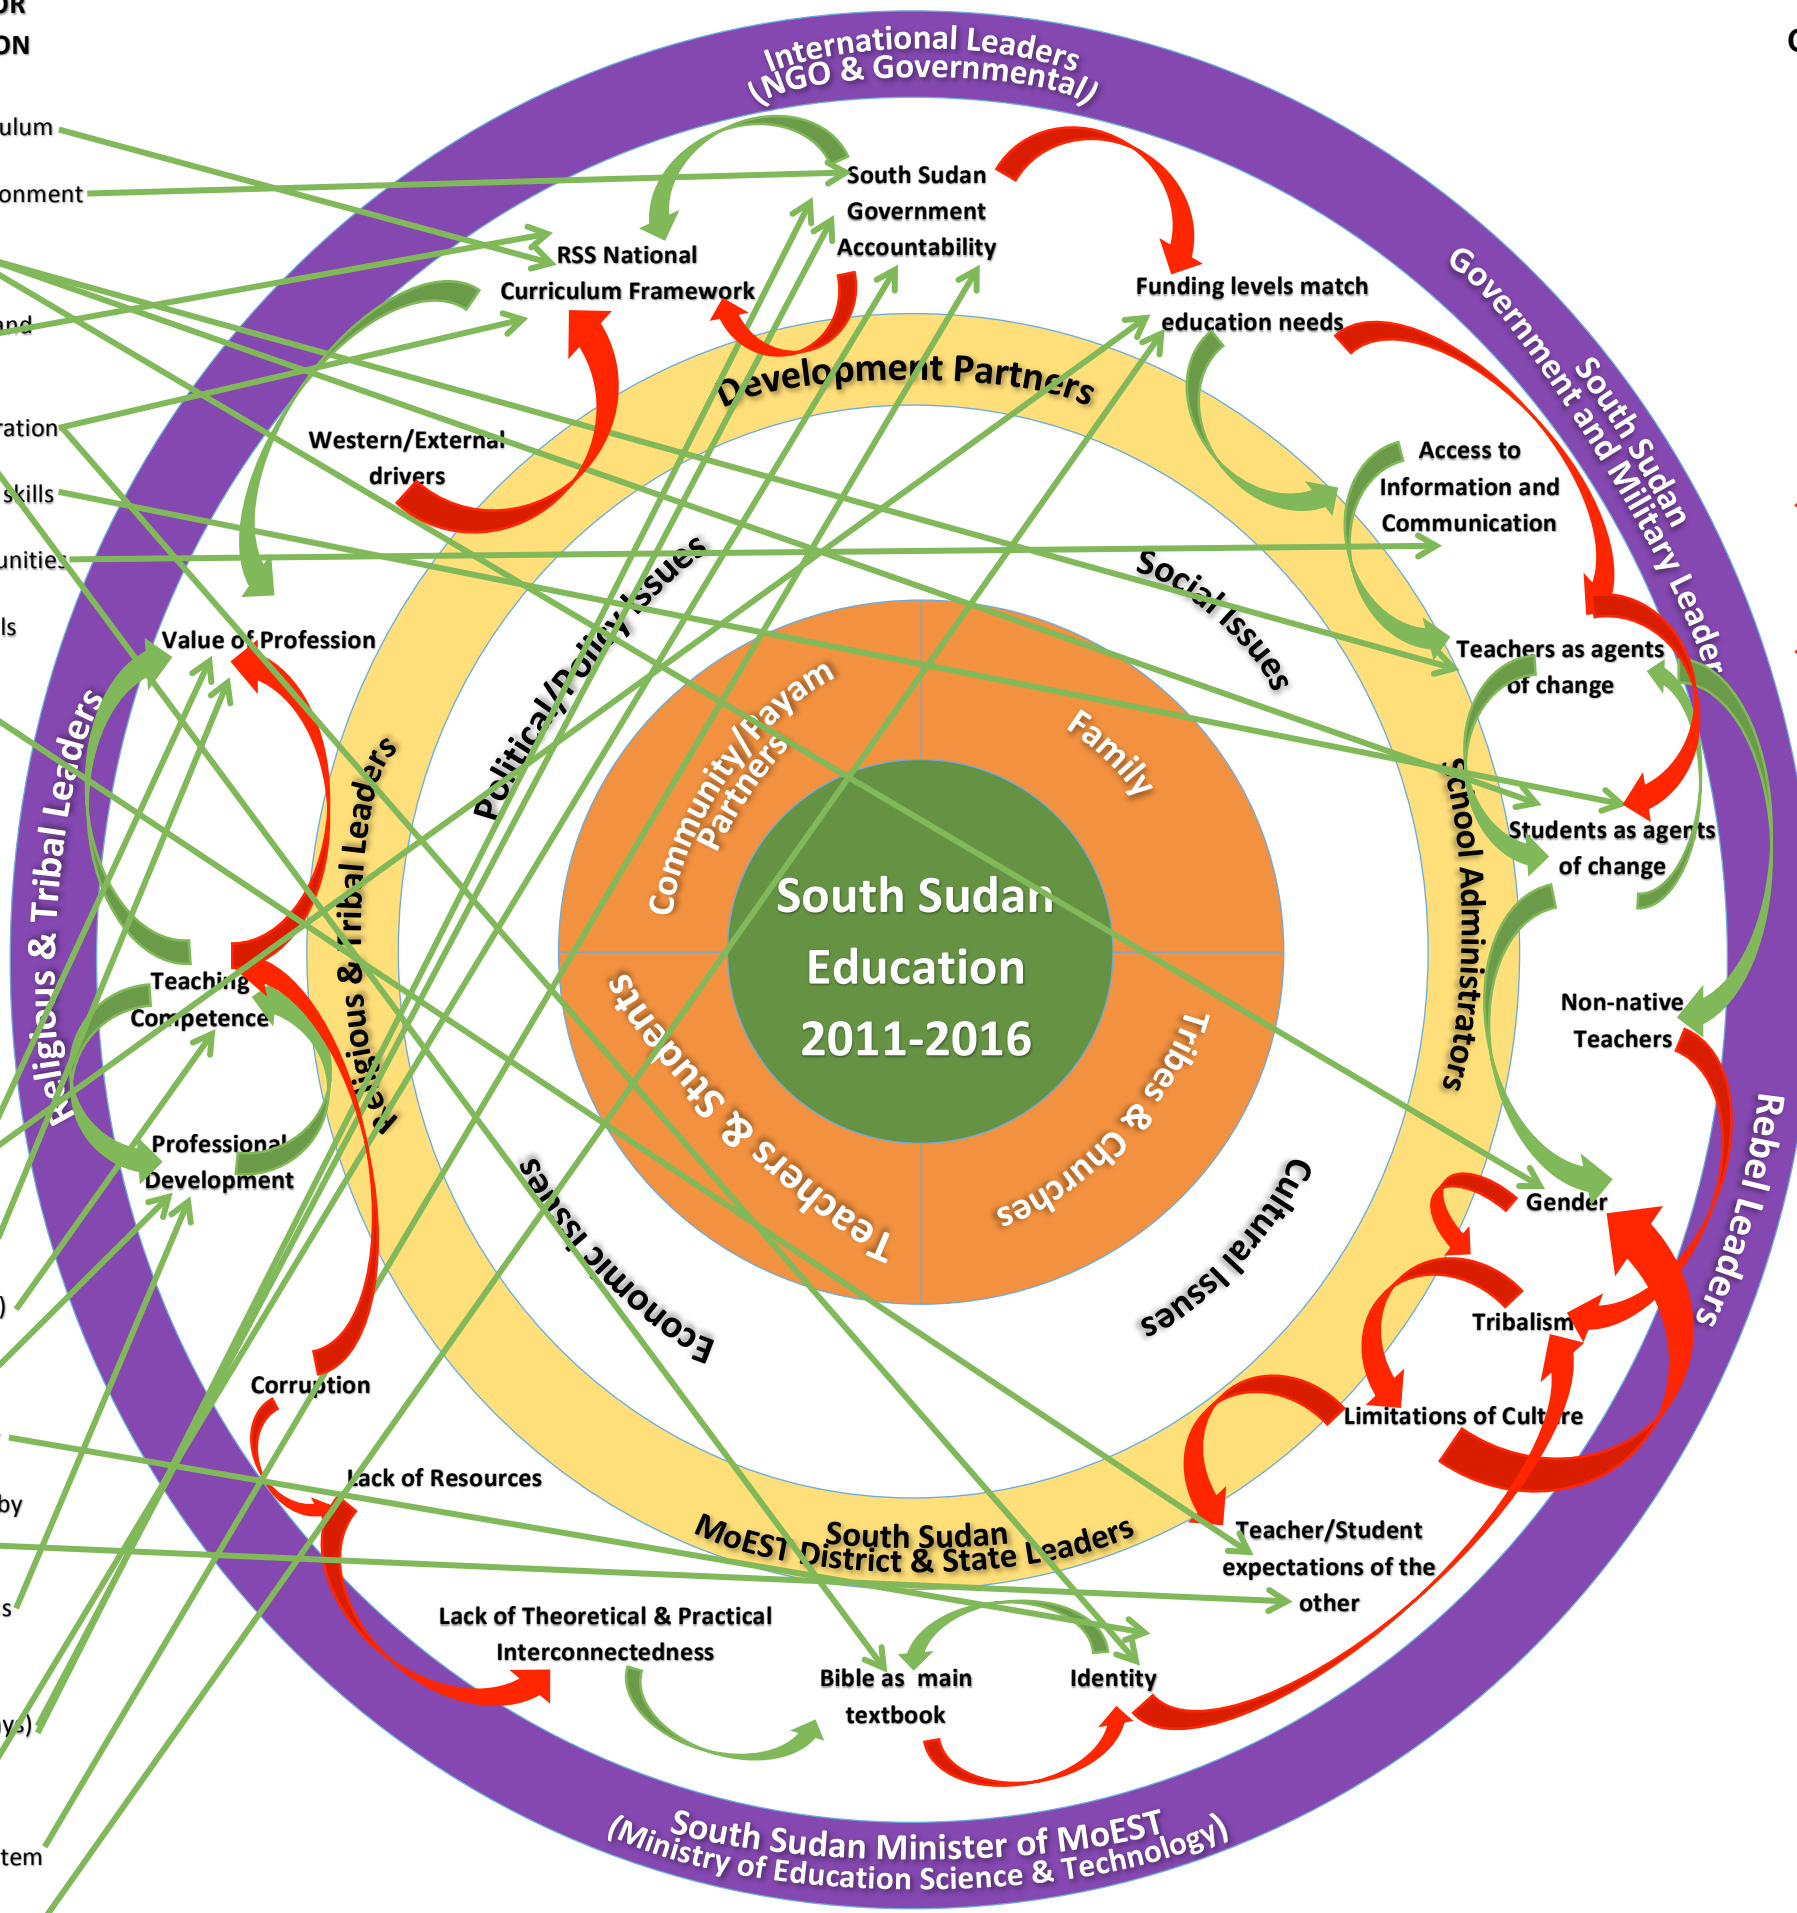 International Leaders
(NGO & Governmental)
South Sudan
Government and Military Leader
Rebel Leaders
South Sudan Minister of MoEST
(Ministry of Education Science & Technology)
Religious & Tribal Leaders
South Sudan
Government
Accountability
RSS National
Curriculum Framework
Funding levels match
education needs
Western/External
drivers
Access to
Information and
Communication
Value of Profession
Teachers as agents
of change
Students as agents
of change
Teaching
Competence
Non-native
Teachers
Professional
Development
Gender
Tribalism
Corruption
Limitations of Culture
Lack of Resources
Teacher/Student
expectations of the
other
Lack of Theoretical & Practical
Interconnectedness
Bible as main
textbook
Identity
Development Partners
School Administrators
South Sudan
MoEST District & State Leaders
Religious & Tribal Leaders
Political/Policy Issues
Social Issues
Cultural Issues
Economic Issues
Community/Payam
Partners
Family
Tribes & Churches
Teachers & Students
South Sudan
Education
2011-2016
skills
by